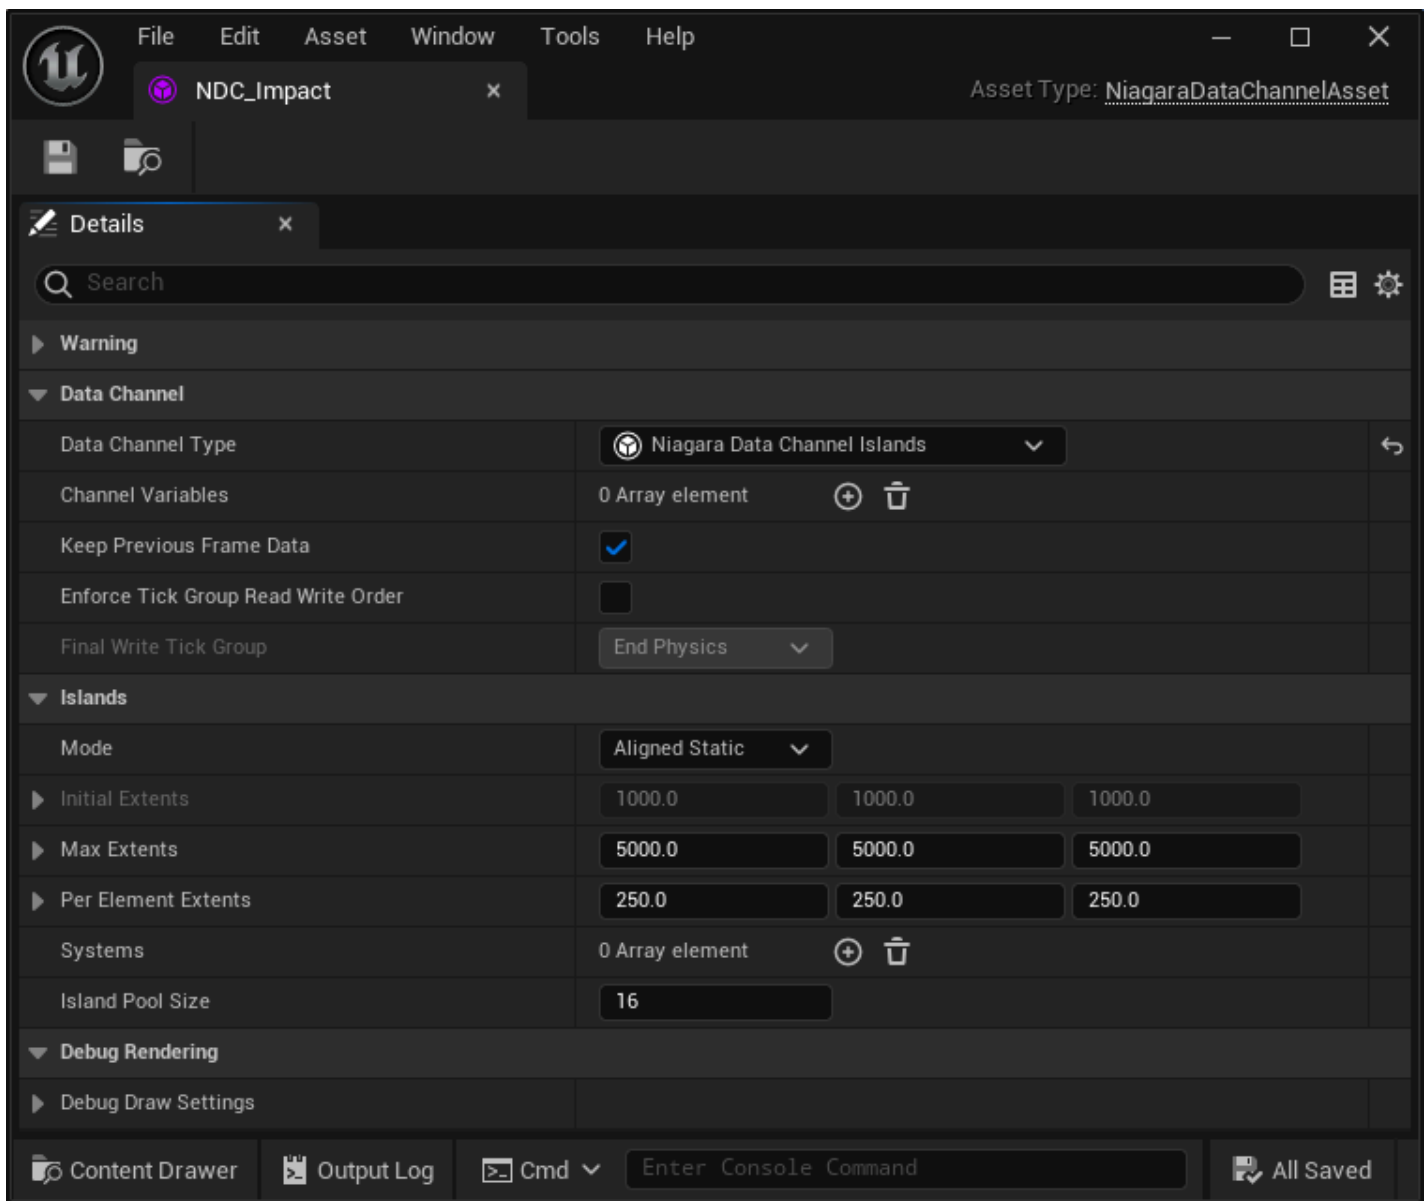 File Edit Asset Window Tools Help
NDC_Impact
Asset Type: NiagaraDataChannelAsset
Details
Search
Warning
Data Channel
Data Channel Type Niagara Data Channel Islands
Channel Variables 0 Array element
Keep Previous Frame Data
Enforce Tick Group Read Write Order
Final Write Tick Group End Physics
Islands
Mode Aligned Static
Initial Extents 1000.0 1000.0 1000.0
Max Extents 5000.0 5000.0 5000.0
Per Element Extents 250.0 250.0 250.0
Systems 0 Array element
Island Pool Size 16
Debug Rendering
Debug Draw Settings
Content Drawer Output Log Cmd Enter Console Command All Saved